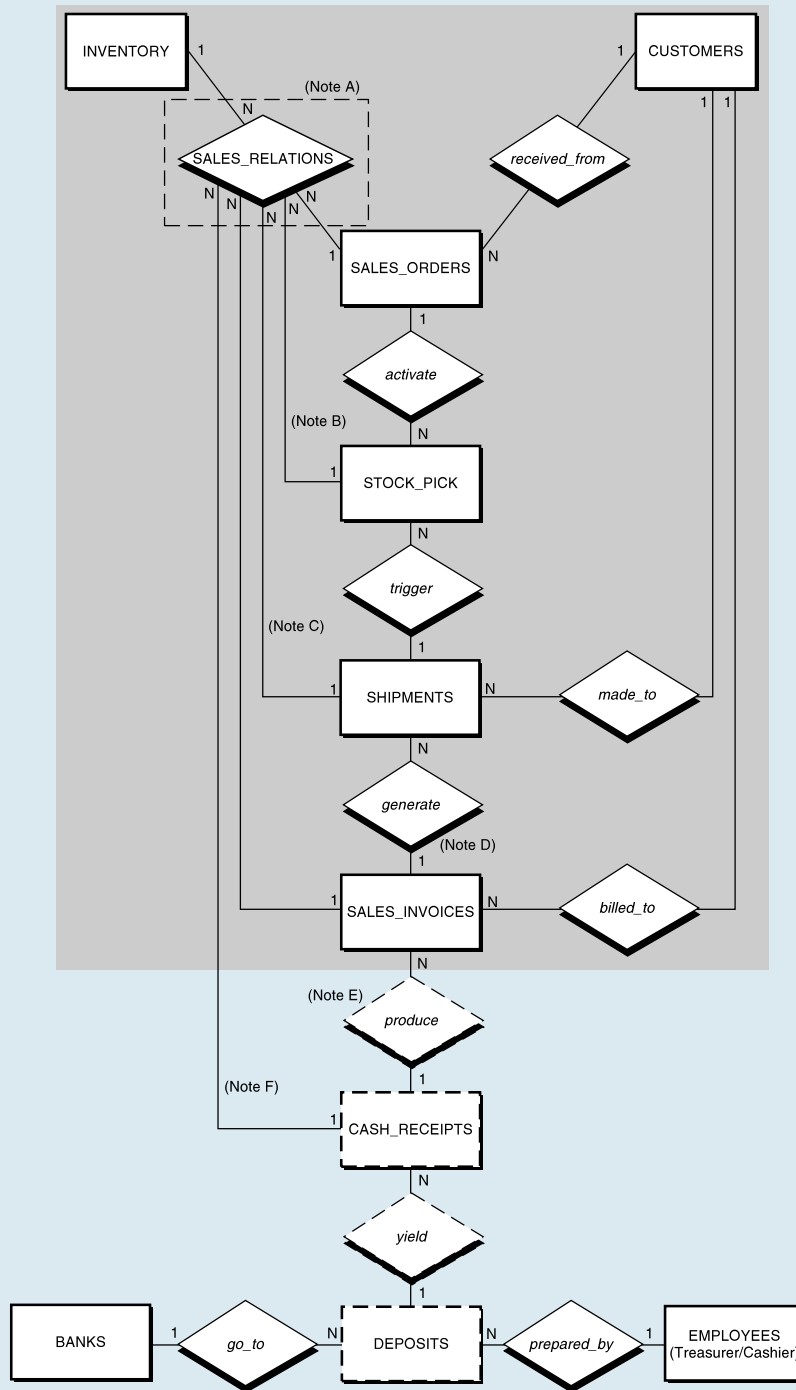 INVENTORY
CUSTOMERS
1
1
1
1
(Note A)
N
SALES_RELATIONS
received_from
N
N
N
N
N
1
N
SALES_ORDERS
1
activate
(Note B)
N
1
STOCK_PICK
N
trigger
(Note C)
1
1
SHIPMENTS
N
made_to
N
generate
(Note D)
1
1
SALES_INVOICES
N
billed_to
N
(Note E)
produce
1
(Note F)
1
CASH_RECEIPTS
N
yield
1
BANKS
1
go_to
N
DEPOSITS
N
prepared_by
1
EMPLOYEES
(Treasurer/Cashier)